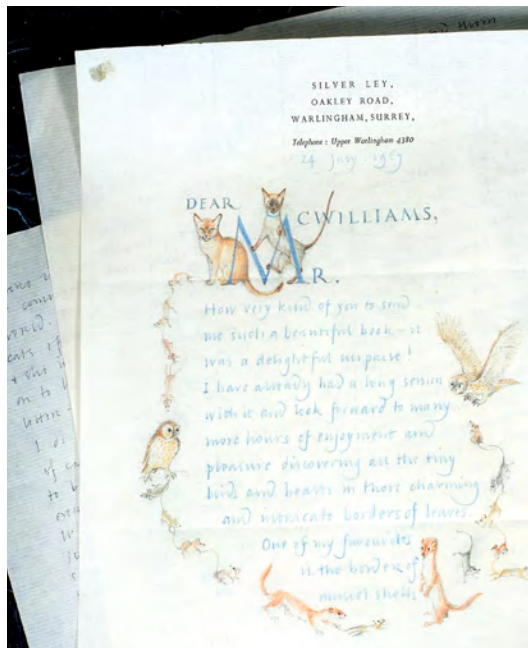 SILVER LEY,
OAKLEY ROAD,
WARLINGHAM, SURREY,
Telephone : Upper Warlingham 4380
24 July 1967
DEAR
MCWILLIAMS,
R.
How very kind of you to send
me such a beautiful book – it
was a delightful surprise!
I have already had a long session
with it and look forward to many
more hours of enjoyment and
pleasure discovering all the tiny
birds and beasts in those charming
and intricate borders of leaves.
One of my favourites
is the border of
mussel shells